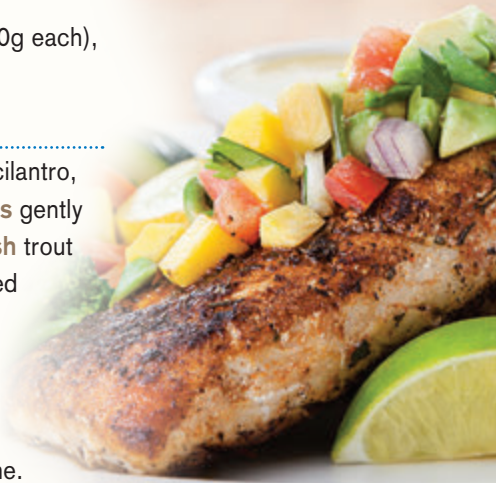 0g each),
cilantro,
s gently
sh trout
ed
ne.